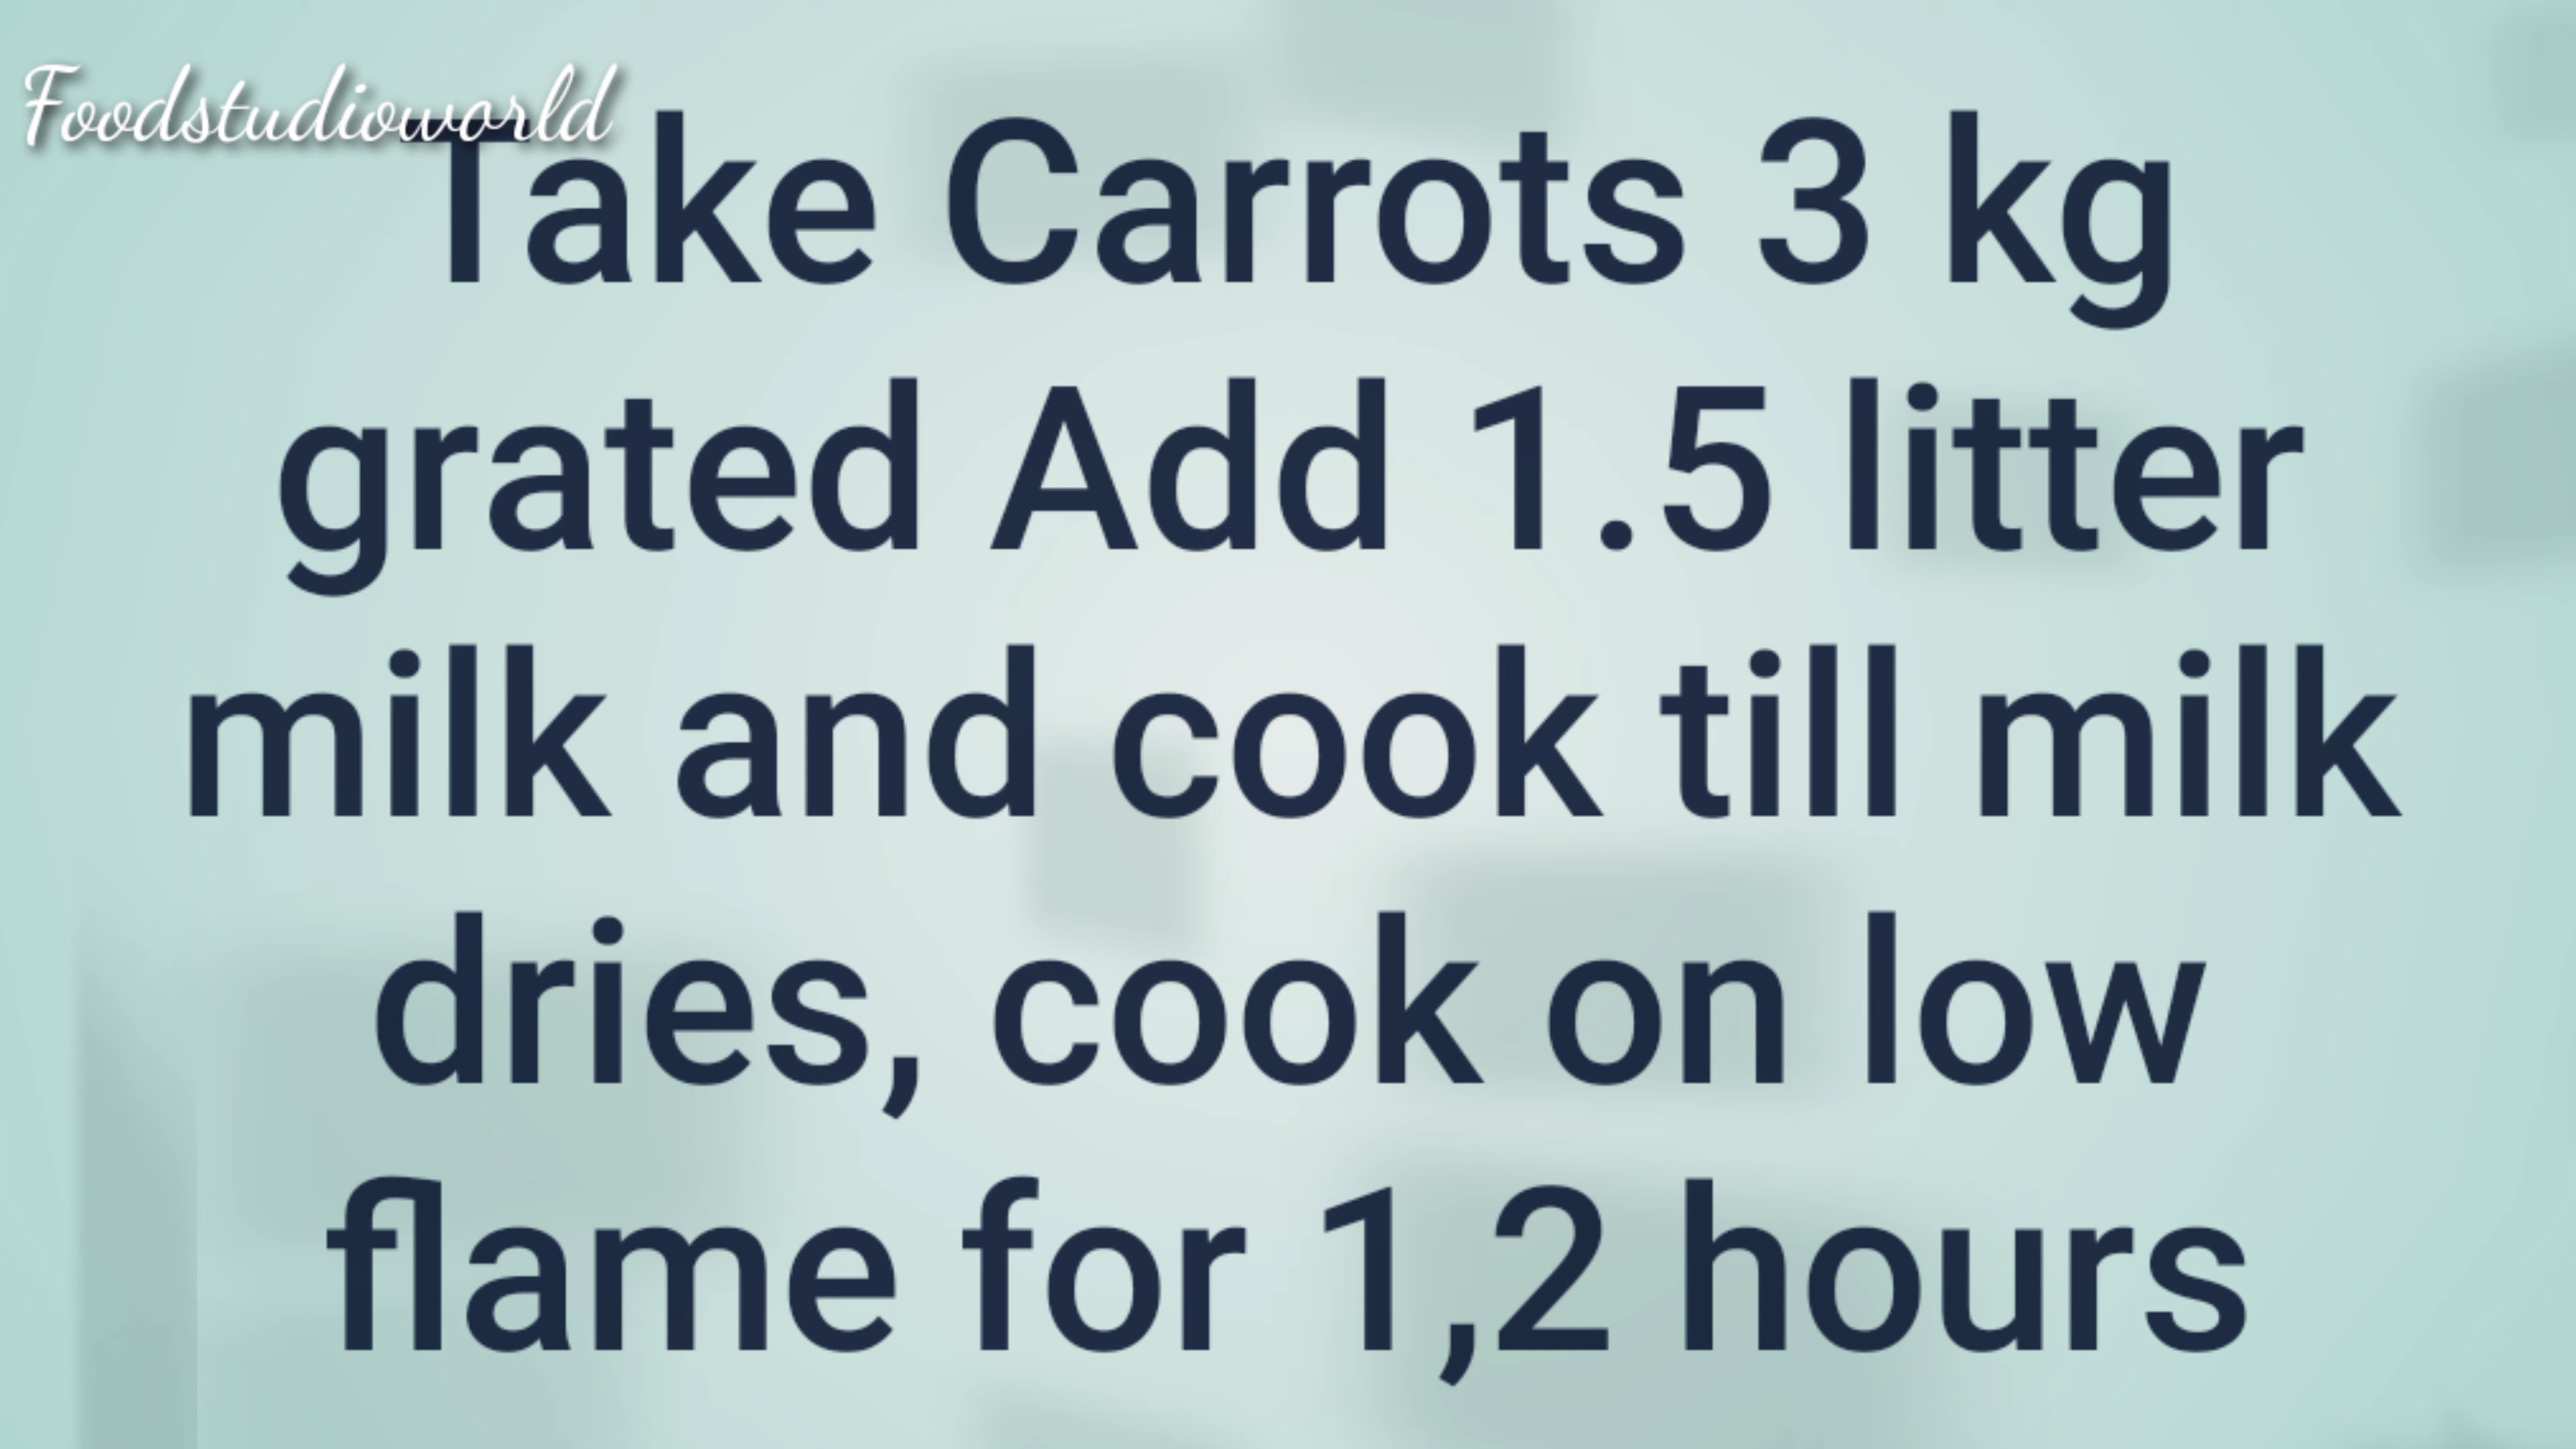 Foodstudioworld
Take Carrots 3 kg
grated Add 1.5 litter
milk and cook till milk
dries, cook on low
flame for 1,2 hours